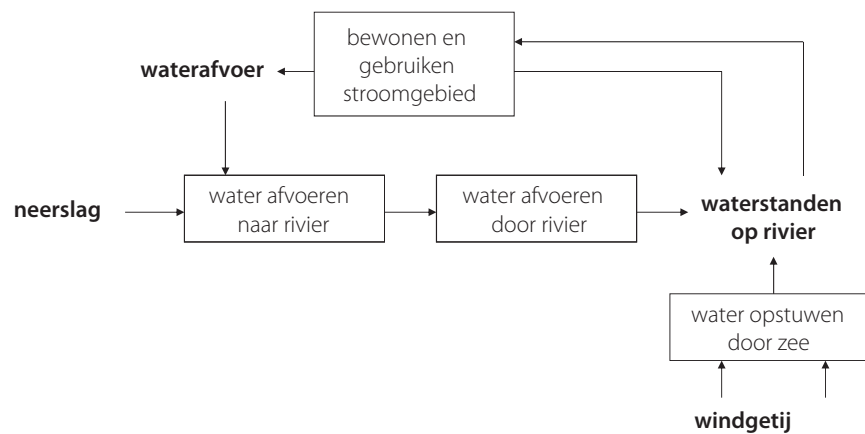 bewonen en
gebruiken
stroomgebied
waterafvoer
neerslag
water afvoeren
naar rivier
water afvoeren
door rivier
waterstanden
op rivier
water opstuwen
door zee
windgetij